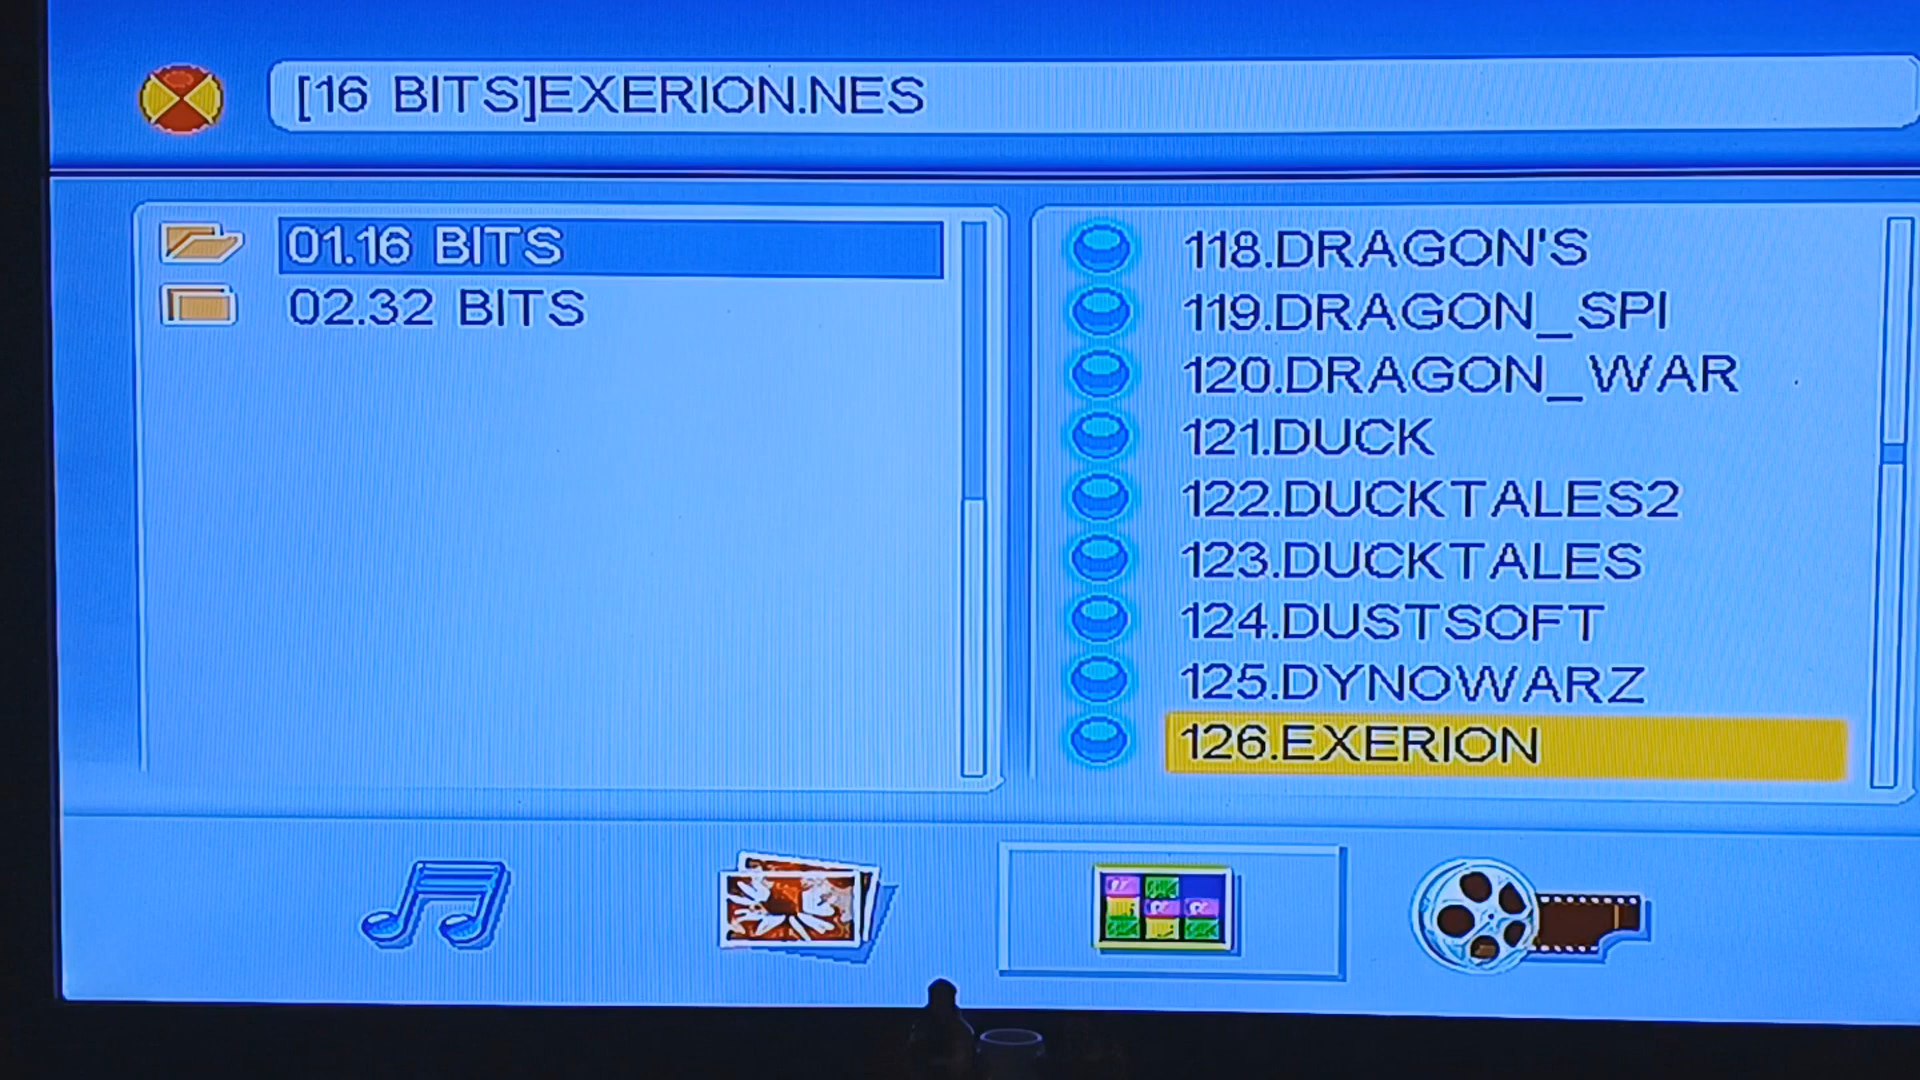 [16 BITS]EXERION.NES
01.16 BITS
02.32 BITS
118.DRAGON'S
119.DRAGON_SPI
120.DRAGON_WAR
121.DUCK
122.DUCKTALES2
123.DUCKTALES
124.DUSTSOFT
125.DYNOWARZ
126.EXERION